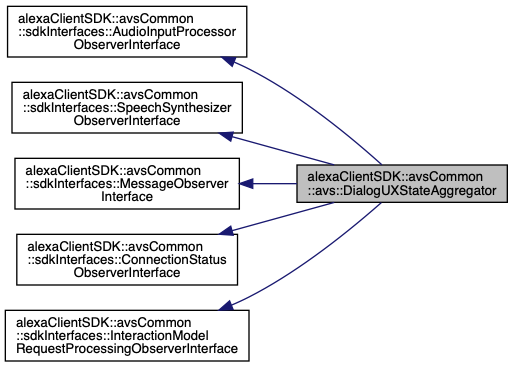 alexaClientSDK::avsCommon
::sdkInterfaces::AudioInputProcessor
ObserverInterface
alexaClientSDK::avsCommon
::sdkInterfaces::SpeechSynthesizer
ObserverInterface
alexaClientSDK::avsCommon
::sdkInterfaces::MessageObserver
Interface
alexaClientSDK::avsCommon
::avs::DialogUXStateAggregator
alexaClientSDK::avsCommon
::sdkInterfaces::ConnectionStatus
ObserverInterface
alexaClientSDK::avsCommon
::sdkInterfaces::InteractionModel
RequestProcessingObserverInterface